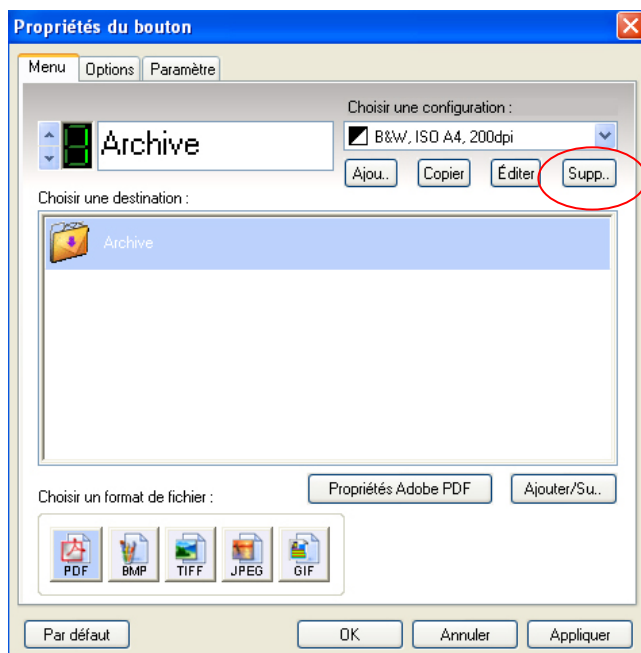 Propriétés du bouton
Menu Options Paramètre
Choisir une configuration :
Archive
B&W, ISO A4, 200dpi
Ajou.. Copier Éditer Supp..
Choisir une destination :
Archive
Propriétés Adobe PDF Ajouter/Su..
Choisir un format de fichier :
PDF BMP TIFF JPEG GIF
Par défaut OK Annuler Appliquer